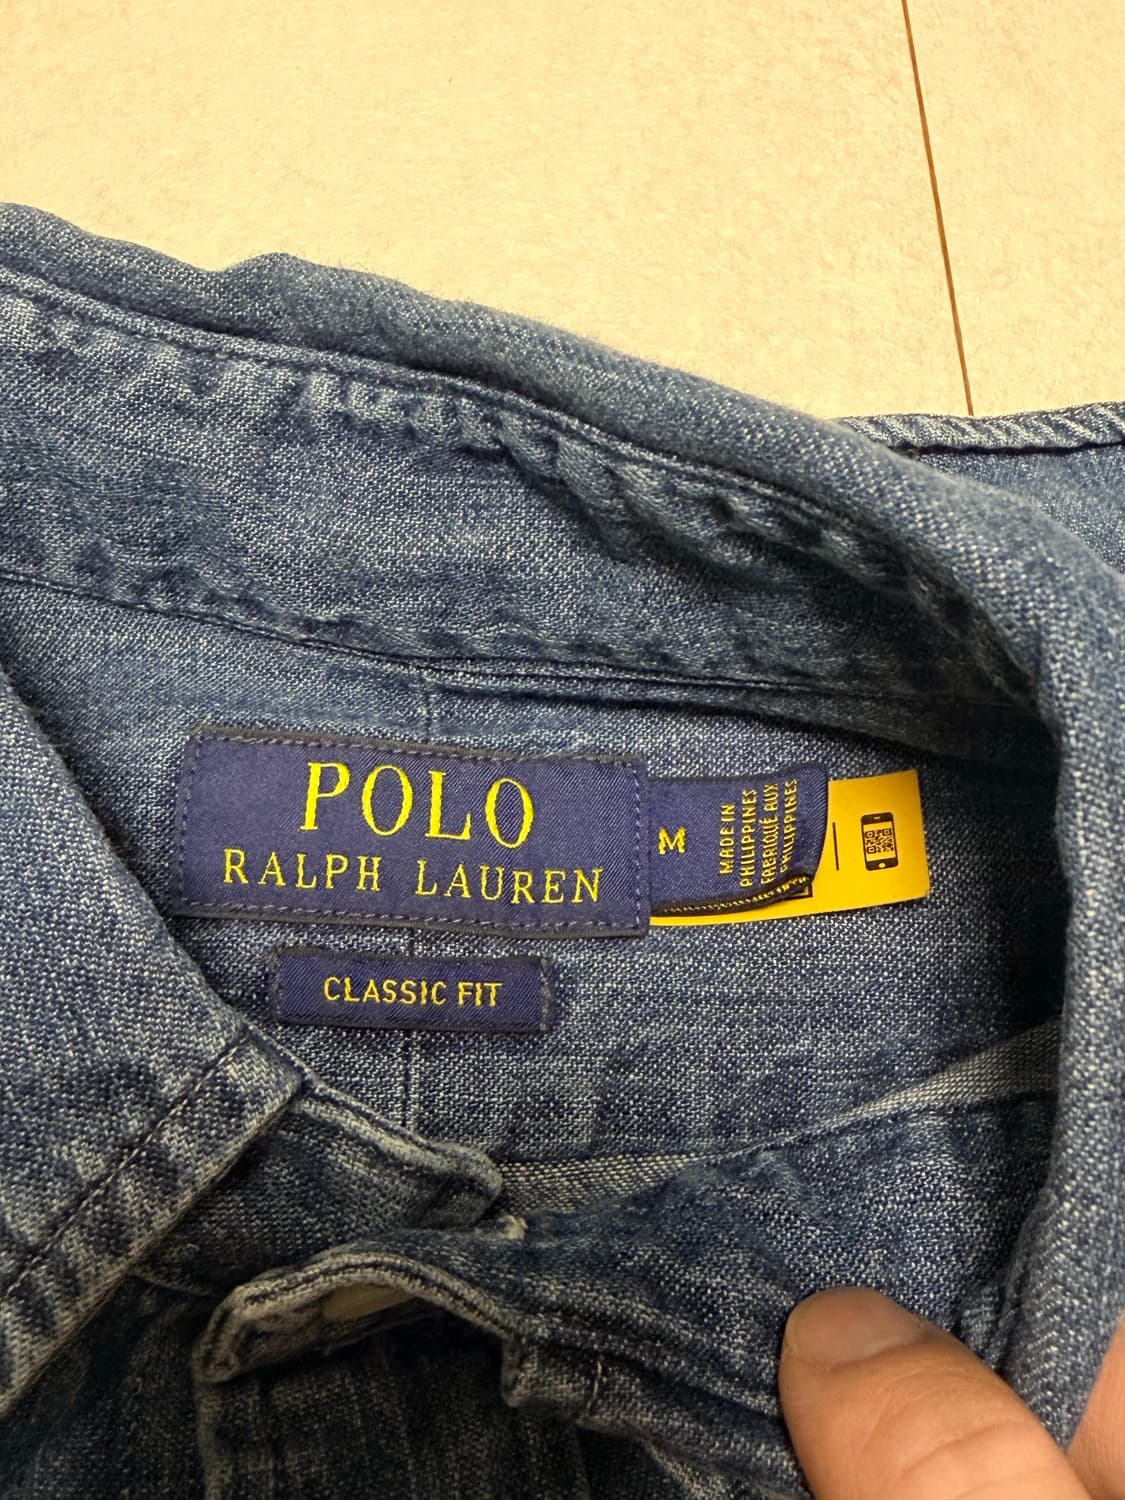 POLO
RALPH LAUREN
M
MADE IN
PHILIPPINES
FABRIQUÉ AUX
PHILIPPINES
CLASSIC FIT